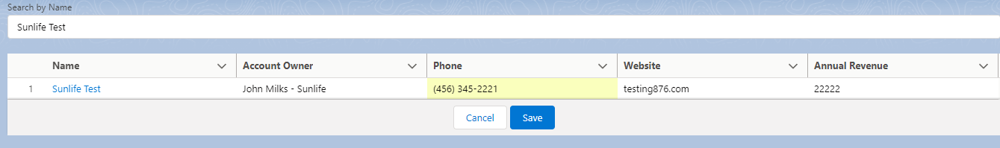 Search by Name
Sunlife Test
Name Account Owner Phone Website Annual Revenue
1 Sunlife Test John Milks - Sunlife (456) 345-2221 testing876.com 22222
Cancel Save